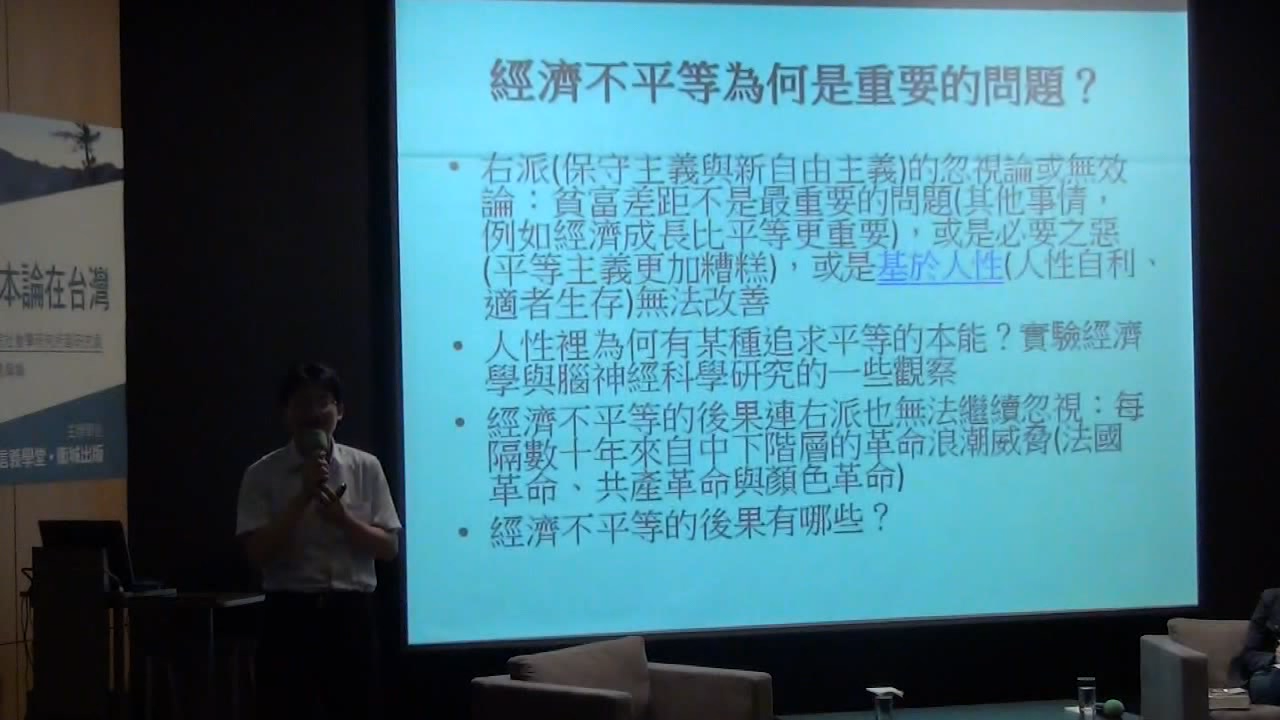 經濟不平等為何是重要的問題？
• 右派(保守主義與新自由主義)的忽視論或無效
論：貧富差距不是最重要的問題(其他事情，
例如經濟成長比平等更重要)，或是必要之惡
(平等主義更加糟糕)，或是基於人性(人性自利、
適者生存)無法改善
• 人性裡為何有某種追求平等的本能？實驗經濟
學與腦神經科學研究的一些觀察
• 經濟不平等的後果連右派也無法繼續忽視：每
隔數十年來自中下階層的革命浪潮威脅(法國
革命、共產革命與顏色革命)
• 經濟不平等的後果有哪些？
本論在台灣
信義學堂・衛城出版